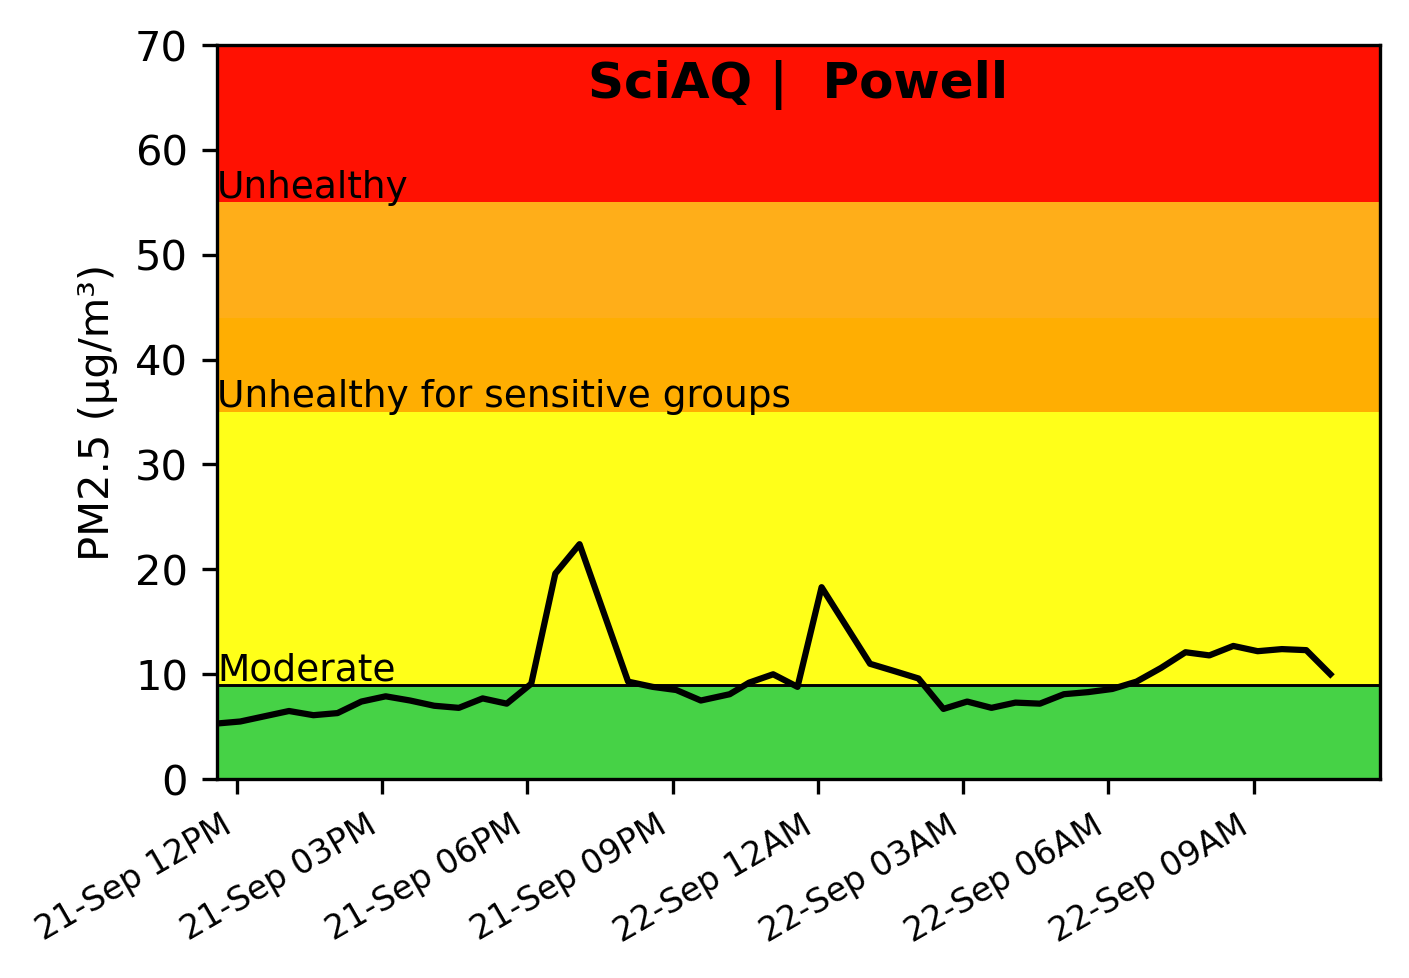 SciAQ | Powell
70
60
50
40
30
20
10
0
PM2.5 (µg/m³)
Unhealthy
Unhealthy for sensitive groups
Moderate
21-Sep 12PM
21-Sep 03PM
21-Sep 06PM
21-Sep 09PM
22-Sep 12AM
22-Sep 03AM
22-Sep 06AM
22-Sep 09AM